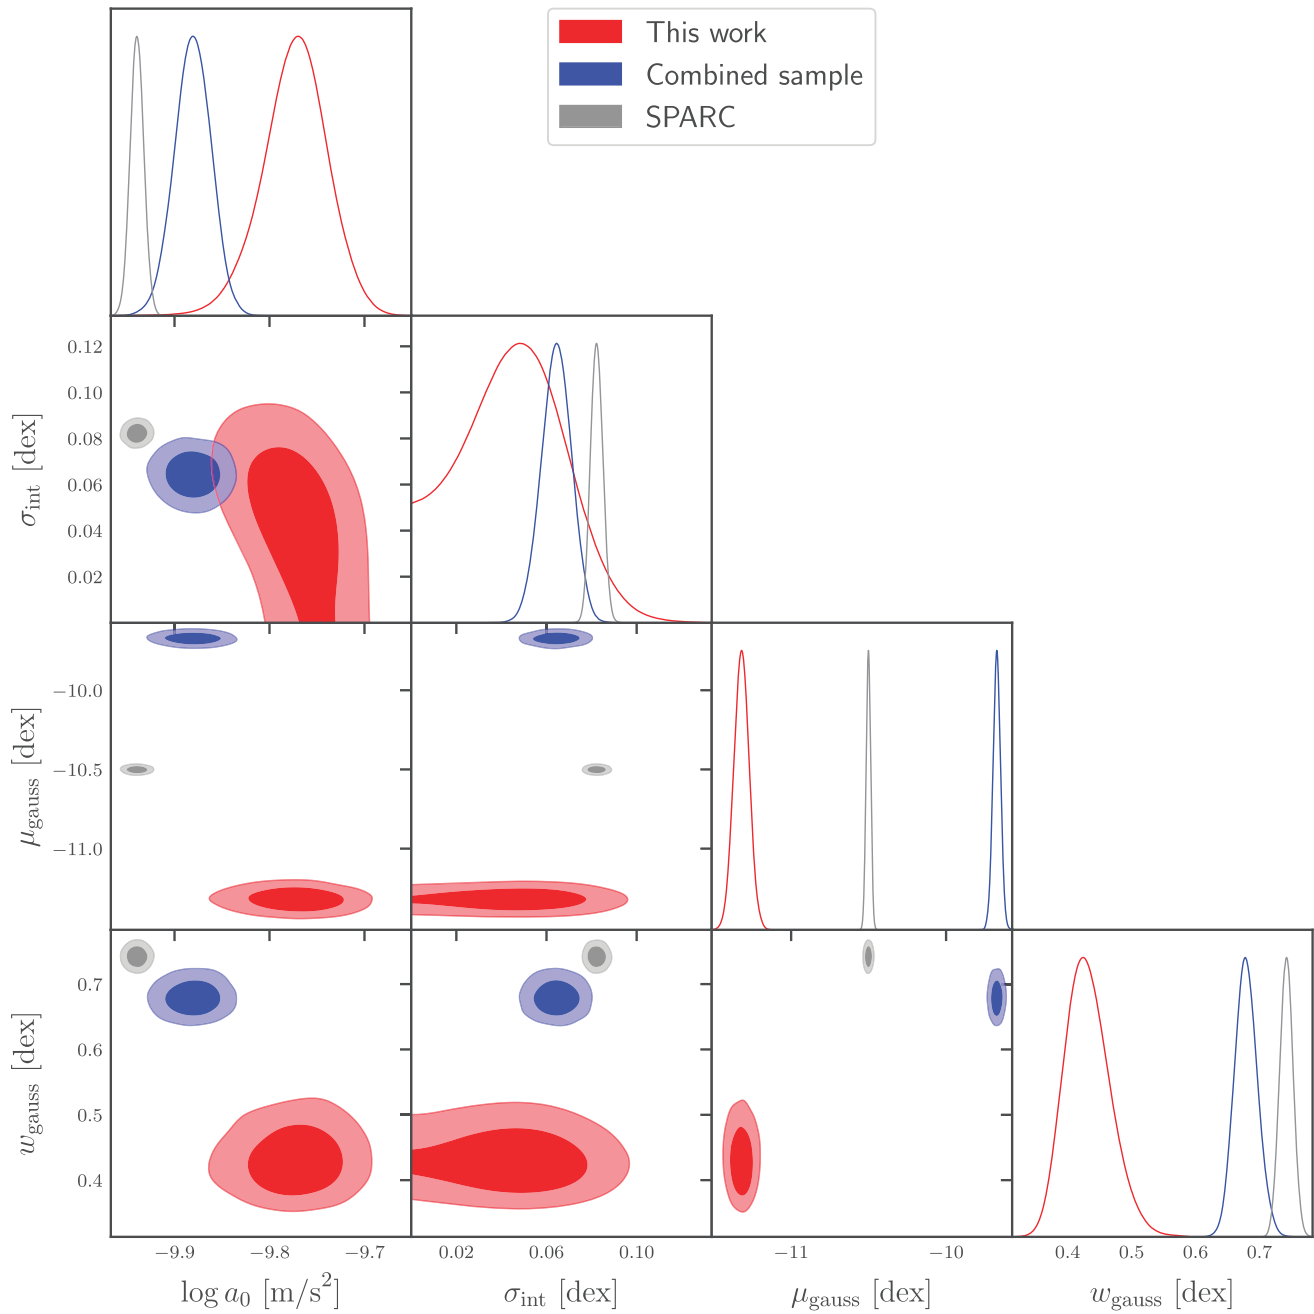 This work
Combined sample
SPARC
0.12
0.10
0.08
0.06
0.04
0.02
σ_int [dex]
−10.0
−10.5
−11.0
μ_gauss [dex]
0.7
0.6
0.5
0.4
w_gauss [dex]
−9.9 −9.8 −9.7
0.02 0.06 0.10
−11 −10
0.4 0.5 0.6 0.7
log a₀ [m/s²]
σ_int [dex]
μ_gauss [dex]
w_gauss [dex]